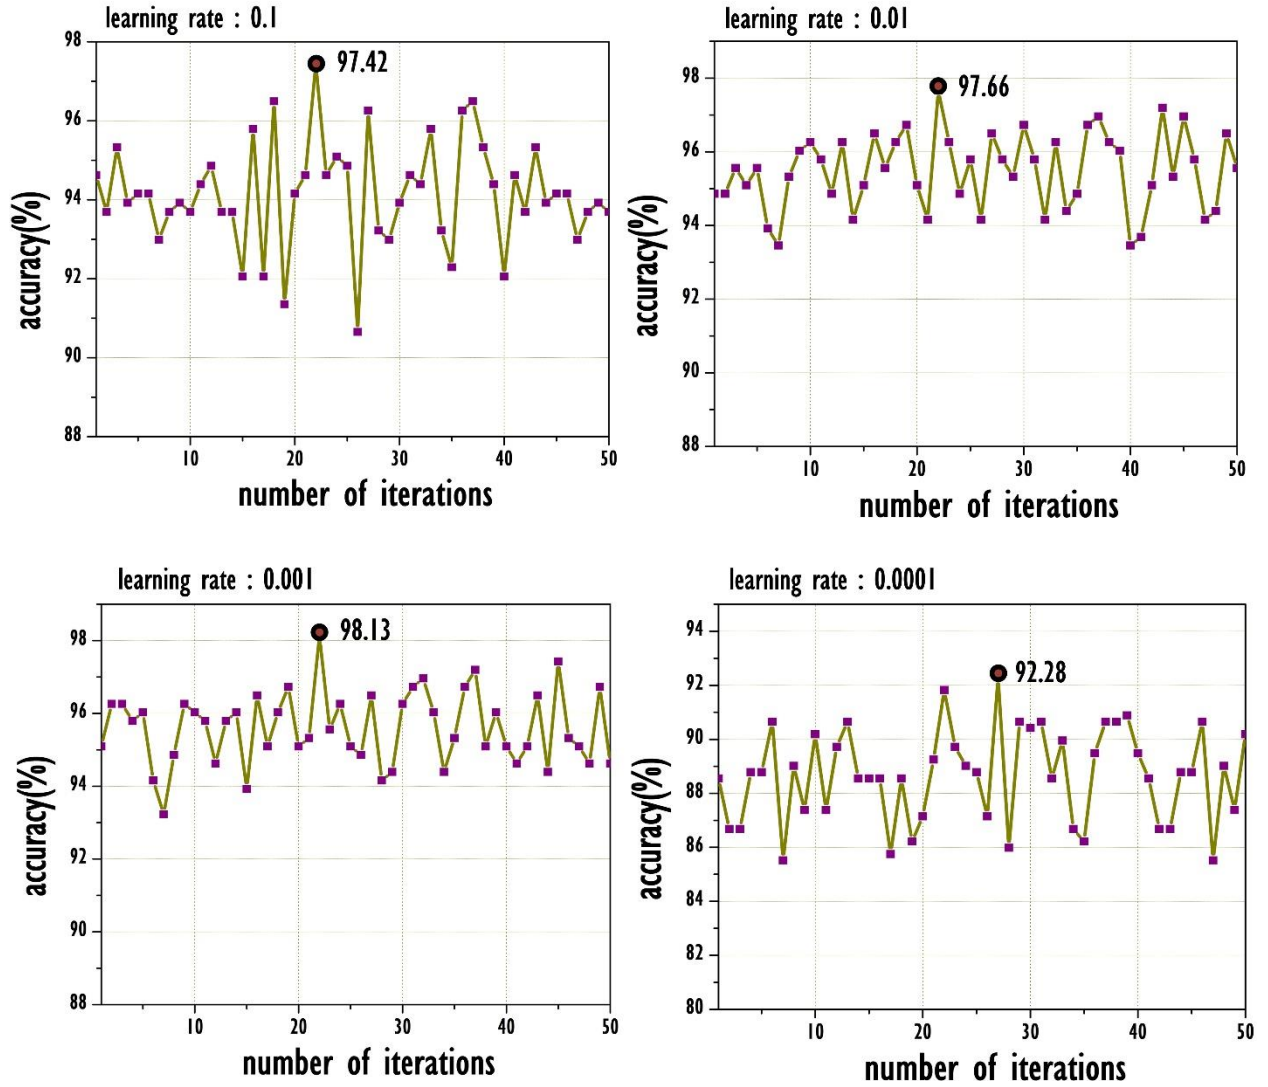 learning rate : 0.1
98
96
94
92
90
88
97.42
accuracy(%)
10 20 30 40 50
number of iterations
learning rate : 0.01
98
96
94
92
90
88
97.66
accuracy(%)
10 20 30 40 50
number of iterations
learning rate : 0.001
98
96
94
92
90
88
98.13
accuracy(%)
10 20 30 40 50
number of iterations
learning rate : 0.0001
94
92
90
88
86
84
82
80
92.28
accuracy(%)
10 20 30 40 50
number of iterations